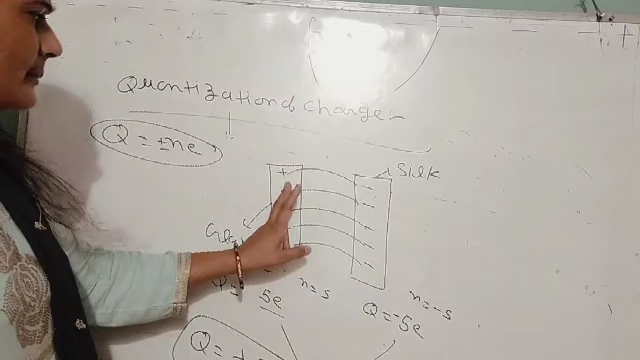 Quantization of Charge -
Q = ±ne
+ Silk
n = 5
5e
n = -5
Q = -5e
Q = ±